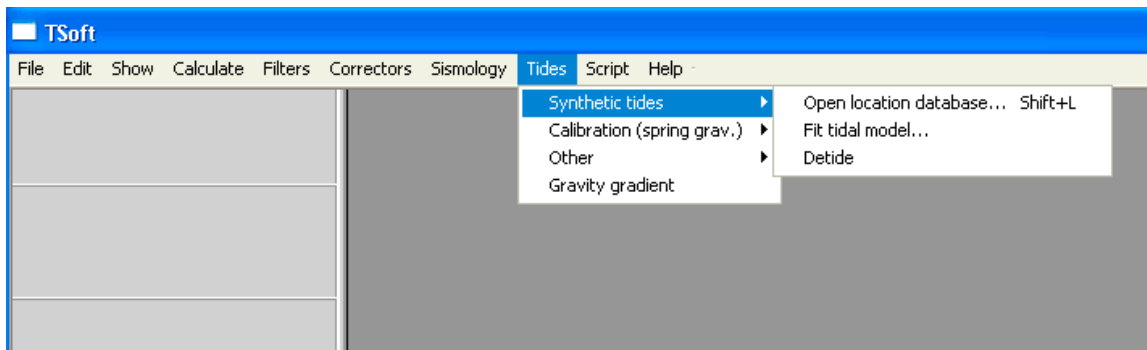 TSoft
File Edit Show Calculate Filters Correctors Sismology Tides Script Help
Synthetic tides
Calibration (spring grav.)
Other
Gravity gradient
Open location database... Shift+L
Fit tidal model...
Detide